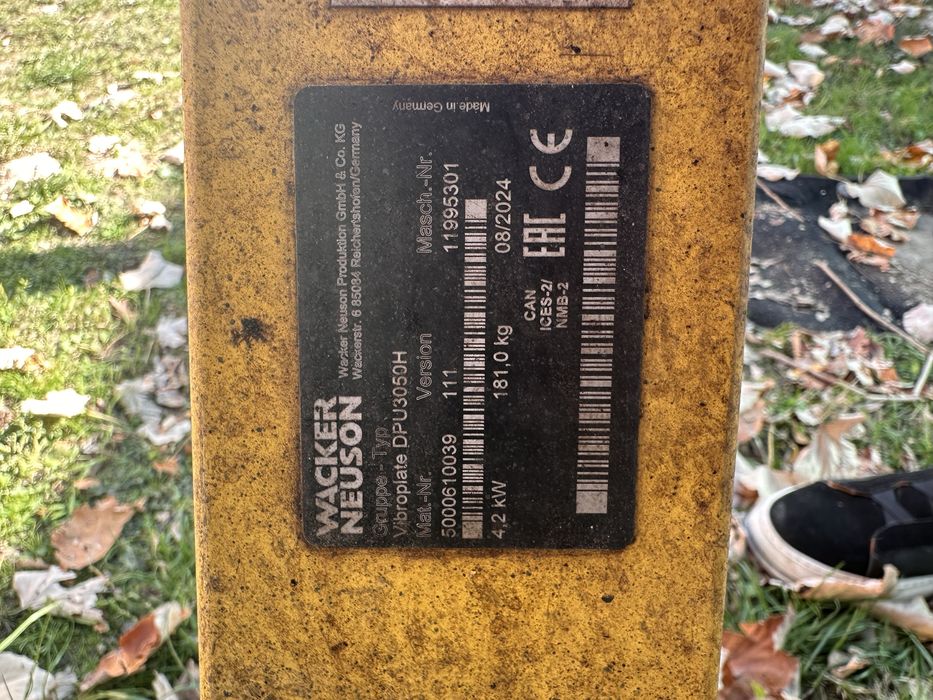 WACKER
NEUSON
Wacker Neuson Produktion GmbH & Co. KG
Wackerstr. 6 85084 Reichertshofen/Germany
Gruppe - Typ
Vibroplate DPU3050H
Mat.-Nr. Version Masch.-Nr.
5000610039 111 11995301
4,2 kW 181,0 kg 08/2024
CAN
ICES-2/
NMB-2
EAC CE
Made in Germany